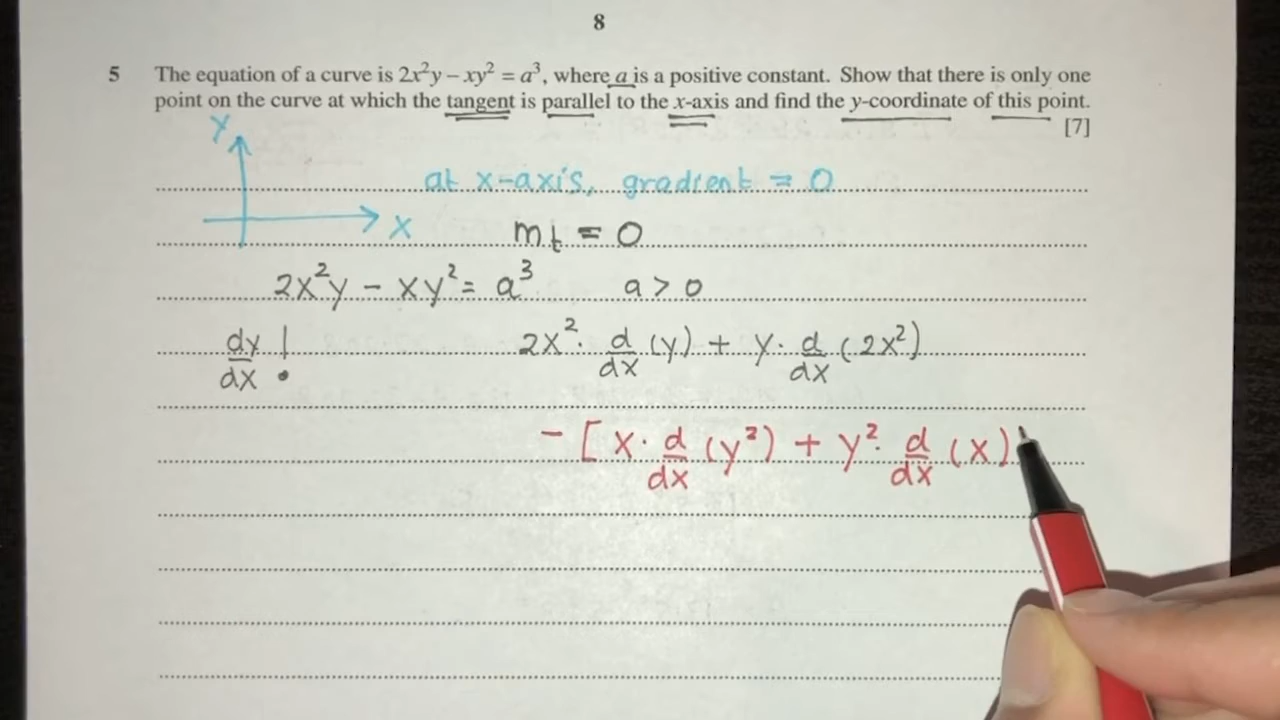 8
5 The equation of a curve is 2x²y – xy² = a³, where a is a positive constant. Show that there is only one
point on the curve at which the tangent is parallel to the x-axis and find the y-coordinate of this point.
[7]
Y
at x-axis, gradient = 0
X
m_t = 0
2x²y - xy² = a³ a > 0
dy/dx ! 2x² · d/dx (y) + y · d/dx (2x²)
- [ x · d/dx (y²) + y² · d/dx (x)